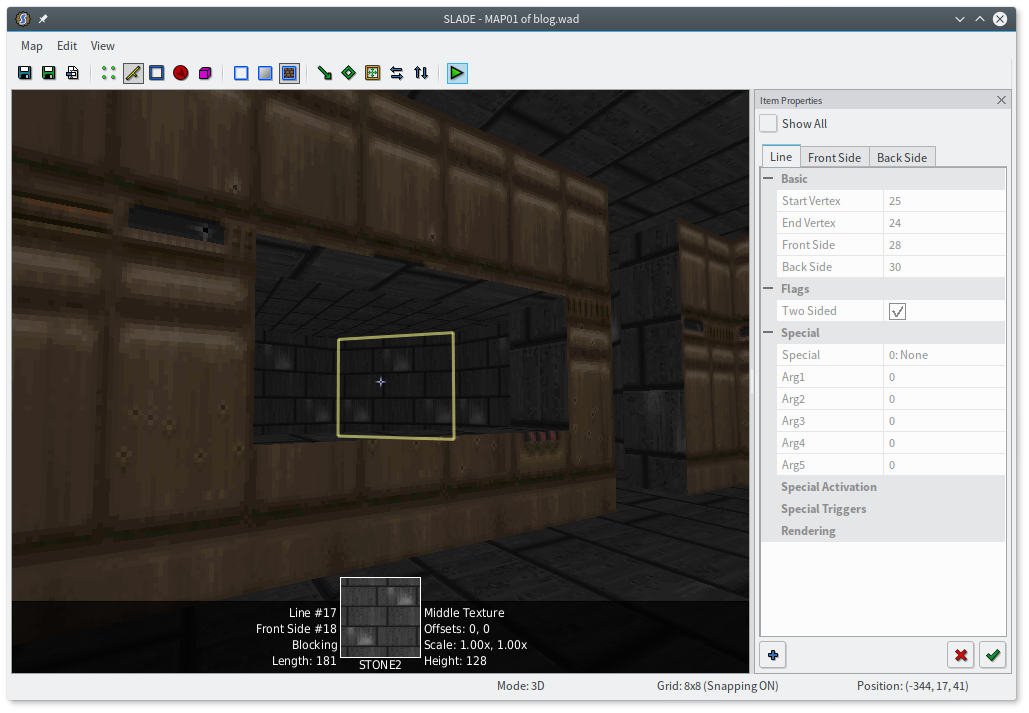 SLADE - MAP01 of blog.wad
Map Edit View
Item Properties
Show All
Line Front Side Back Side
Basic
Start Vertex 25
End Vertex 24
Front Side 28
Back Side 30
Flags
Two Sided
Special
Special 0: None
Arg1 0
Arg2 0
Arg3 0
Arg4 0
Arg5 0
Special Activation
Special Triggers
Rendering
Line #17
Front Side #18
Blocking
Length: 181
STONE2
Middle Texture
Offsets: 0, 0
Scale: 1.00x, 1.00x
Height: 128
Mode: 3D Grid: 8x8 (Snapping ON) Position: (-344, 17, 41)